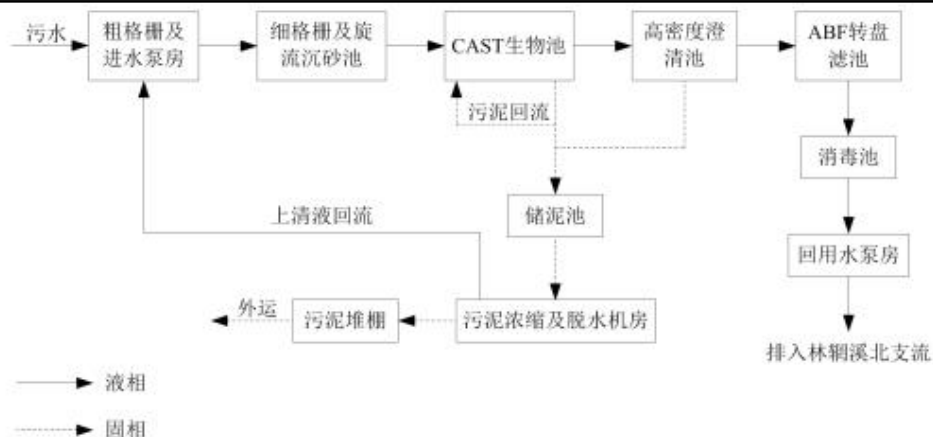 污水
粗格栅及
进水泵房
细格栅及旋
流沉砂池
CAST生物池
高密度澄
清池
ABF转盘
滤池
污泥回流
消毒池
上清液回流
储泥池
回用水泵房
外运
污泥堆棚
污泥浓缩及脱水机房
排入林辋溪北支流
液相
固相